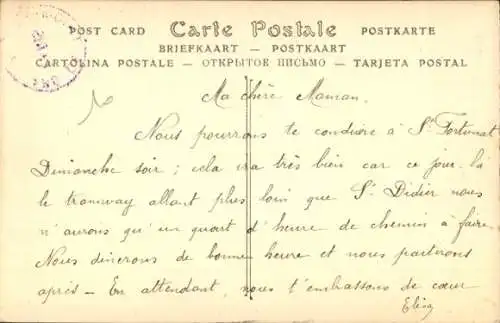 POST CARD Carte Postale POSTKARTE
BRIEFKAART — POSTKAART
CARTOLINA POSTALE — ОТКРЫТОЕ ПИСЬМО — TARJETA POSTAL
Ma chère Maman.
Nous pourrons te conduire à St Fortunat
Dimanche soir ; cela ira très bien car ce jour-là
le tramway allant plus loin que St Didier nous
n'aurons qu'un quart d'heure de chemin à faire.
Nous dinerons de bonne heure et nous partirons
après — En attendant, nous t'embrassons de cœur